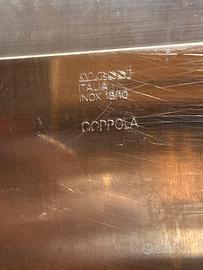 ALESSI
ITALIA
INOX 18/10
COPPOLA